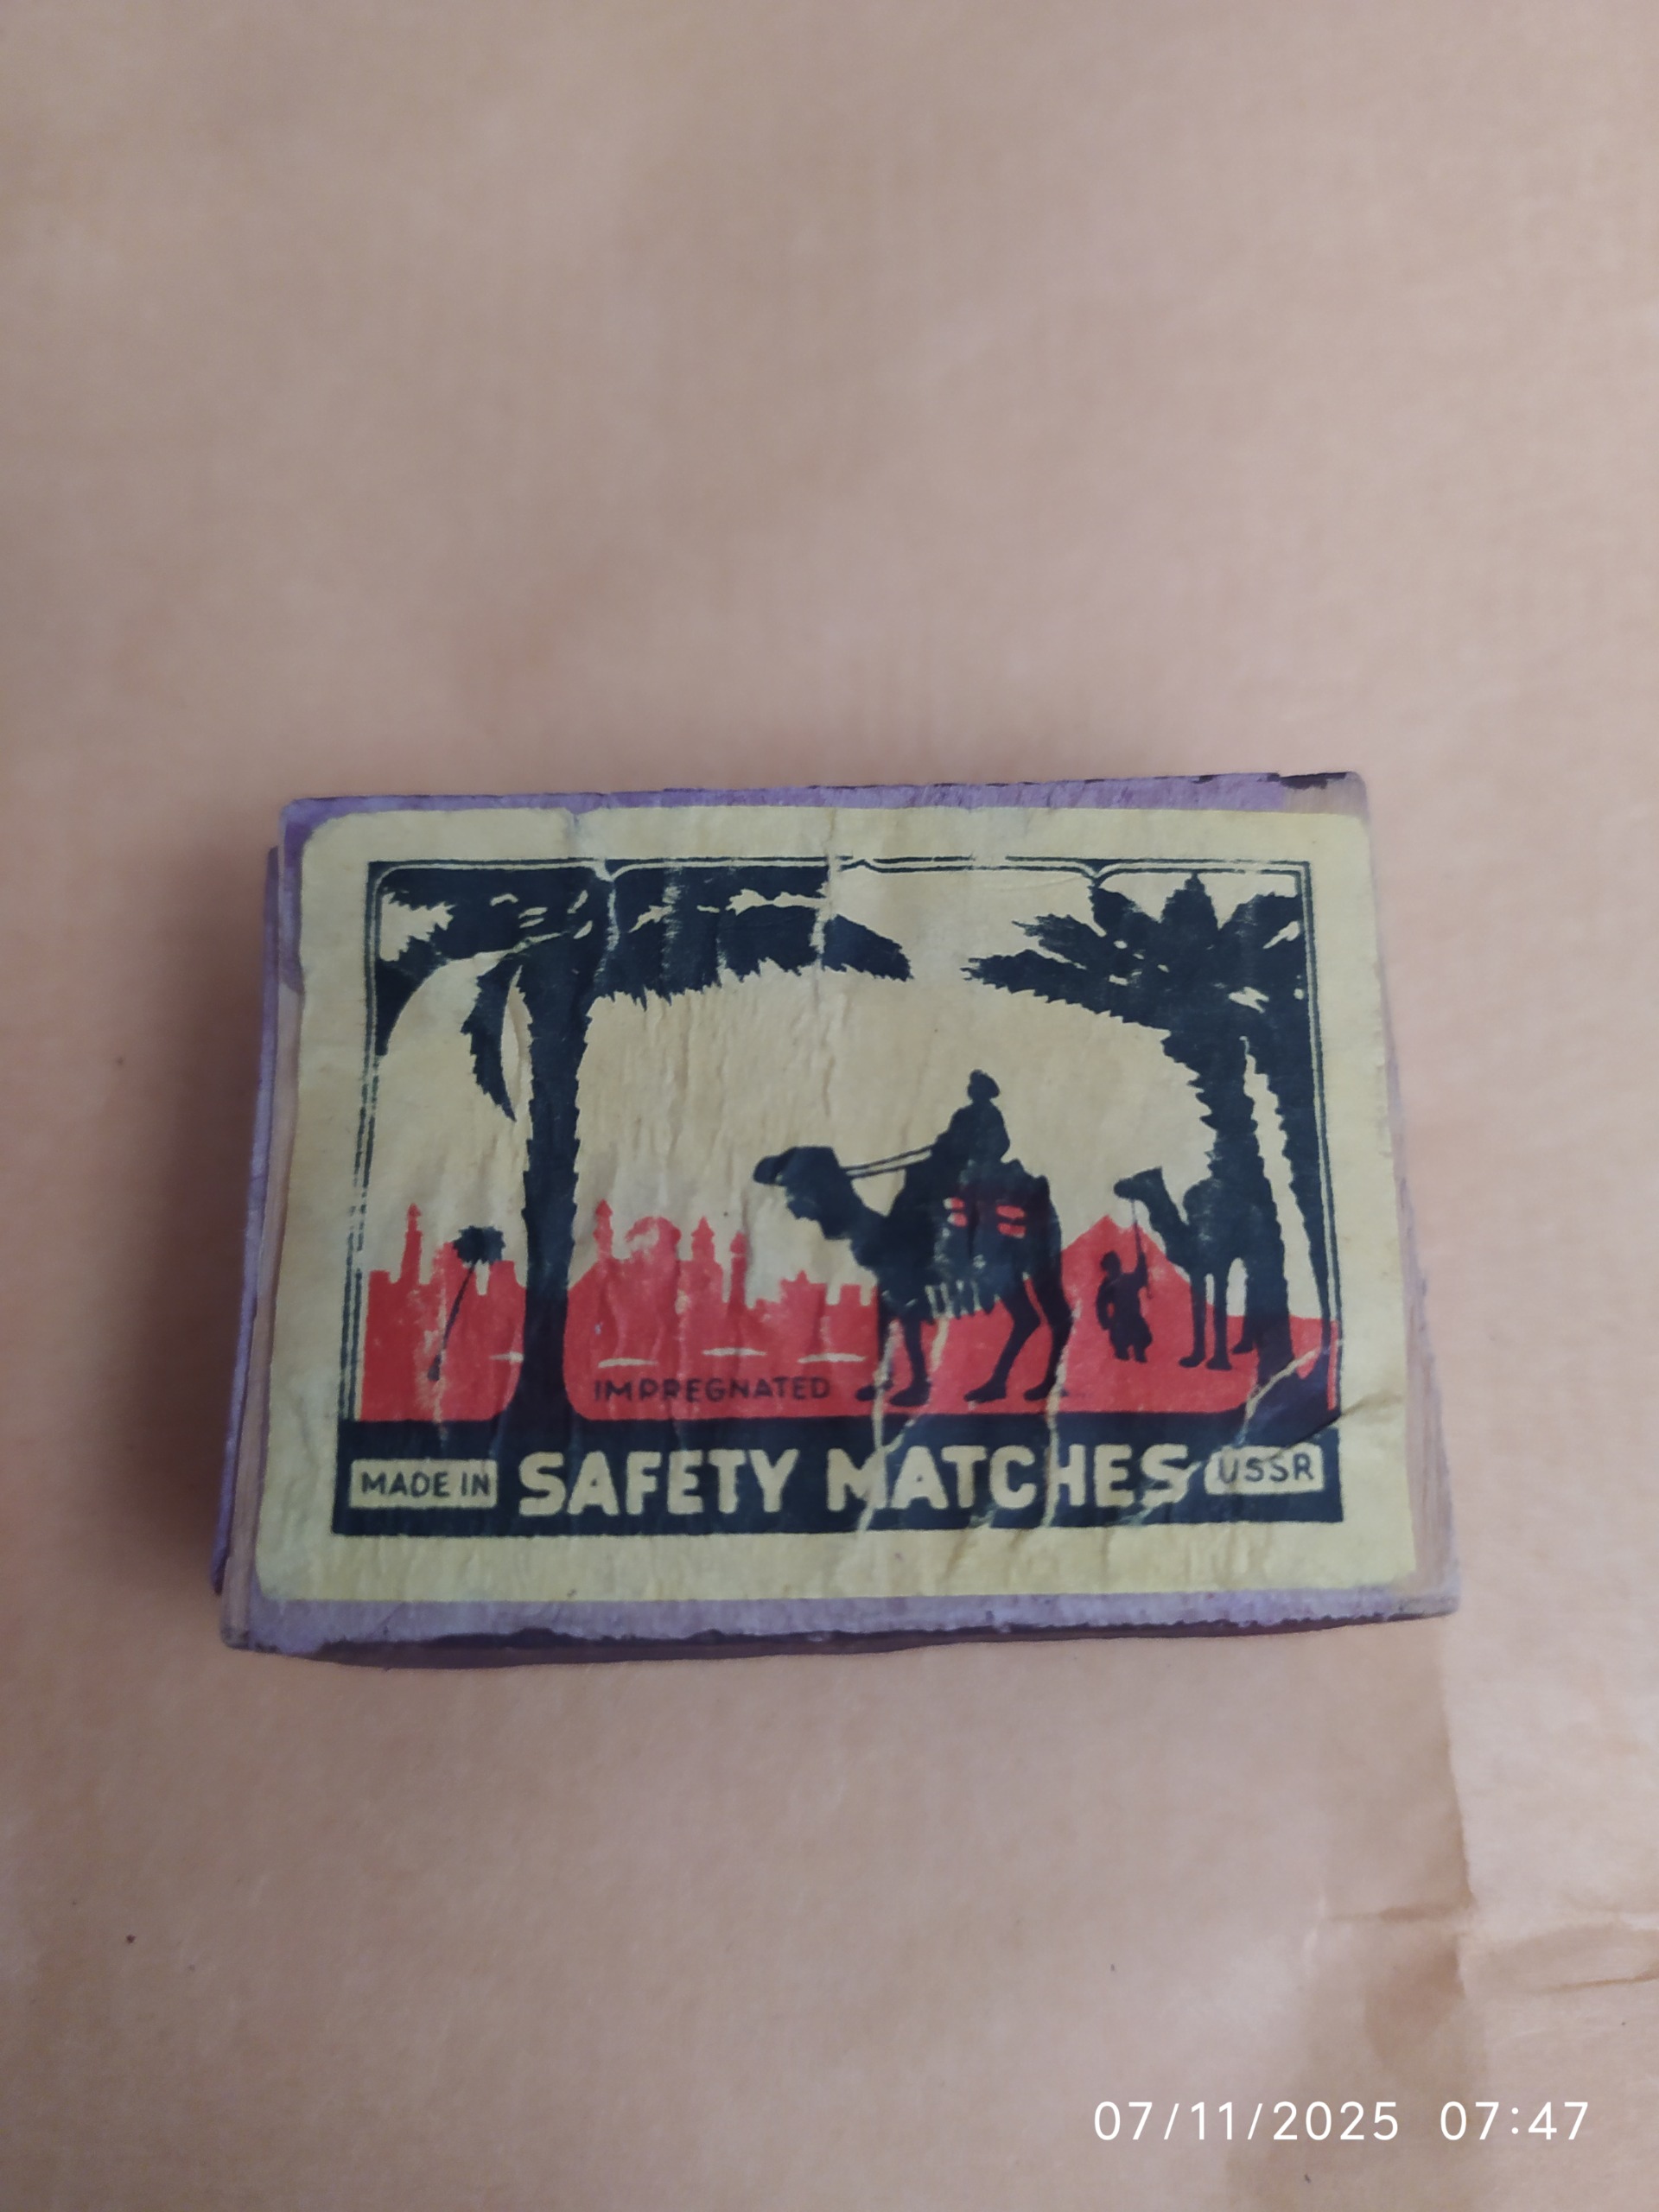 IMPREGNATED
MADE IN SAFETY MATCHES USSR
07/11/2025 07:47